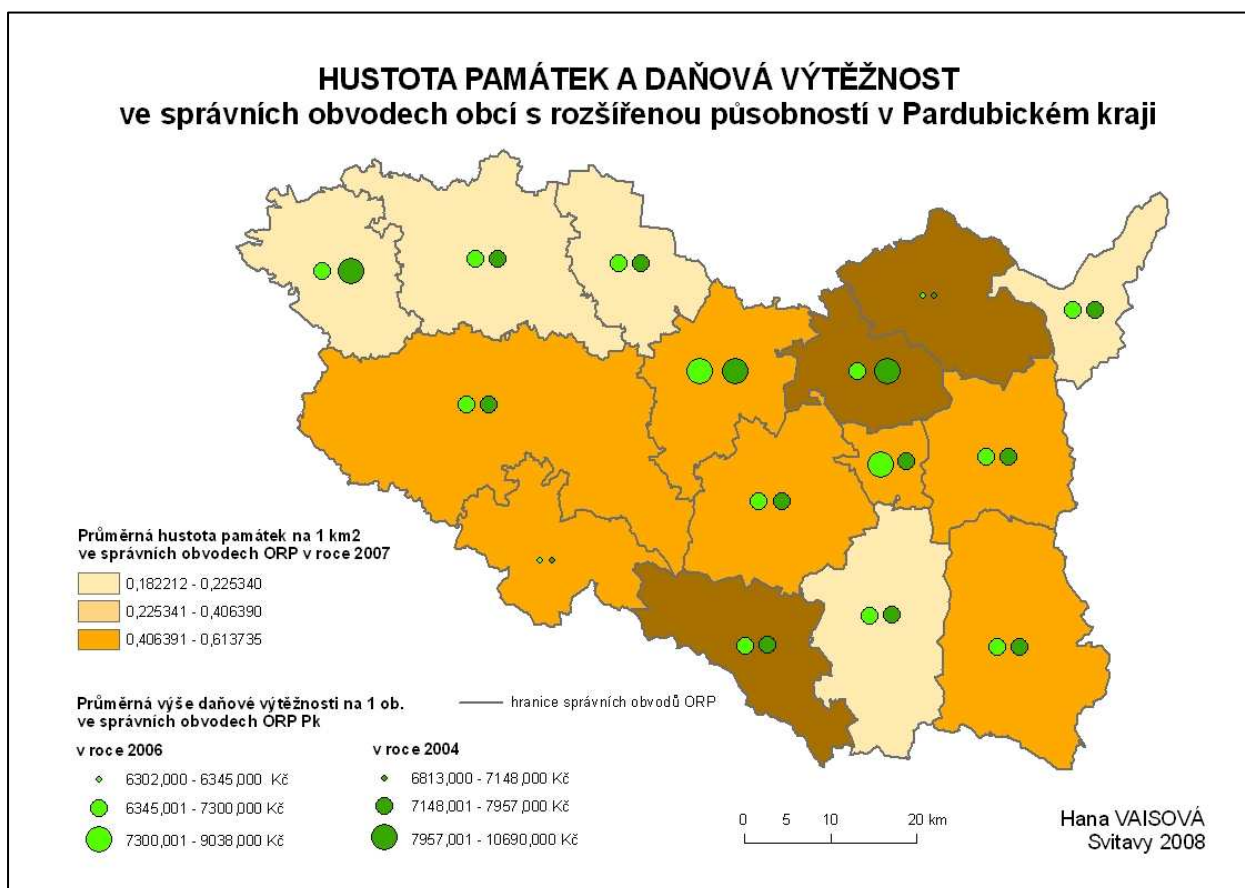 HUSTOTA PAMÁTEK A DAŇOVÁ VÝTĚŽNOST
ve správních obvodech obcí s rozšířenou působností v Pardubickém kraji
Průměrná hustota památek na 1 km2
ve správních obvodech ORP v roce 2007
0,182212 - 0,225340
0,225341 - 0,406390
0,406391 - 0,613735
Průměrná výše daňové výtěžnosti na 1 ob.
ve správních obvodech ORP Pk
v roce 2006
6302,000 - 6345,000 Kč
6345,001 - 7300,000 Kč
7300,001 - 9038,000 Kč
v roce 2004
6813,000 - 7148,000 Kč
7148,001 - 7957,000 Kč
7957,001 - 10690,000 Kč
hranice správních obvodů ORP
0 10 20 km
Hana VAISOVÁ
Svitavy 2008